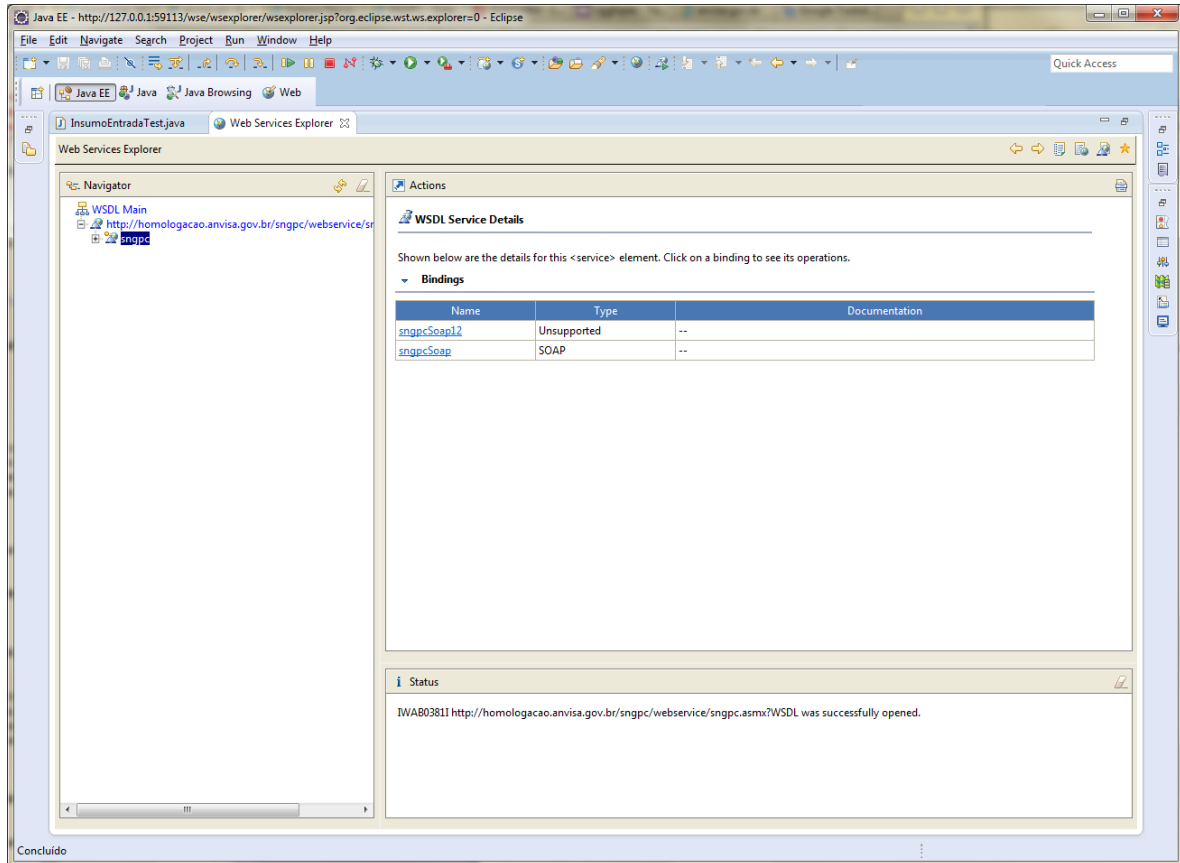 Java EE - http://127.0.0.1:59113/wse/wsexplorer/wsexplorer.jsp?org.eclipse.wst.ws.explorer=0 - Eclipse
File Edit Navigate Search Project Run Window Help
Quick Access
Java EE Java Java Browsing Web
InsumoEntradaTest.java Web Services Explorer
Web Services Explorer
Navigator
WSDL Main
http://homologacao.anvisa.gov.br/sngpc/webservice/sr
sngpc
Actions
WSDL Service Details
Shown below are the details for this <service> element. Click on a binding to see its operations.
Bindings
Name Type Documentation
sngpcSoap12 Unsupported --
sngpcSoap SOAP --
i Status
IWAB0381I http://homologacao.anvisa.gov.br/sngpc/webservice/sngpc.asmx?WSDL was successfully opened.
Concluído